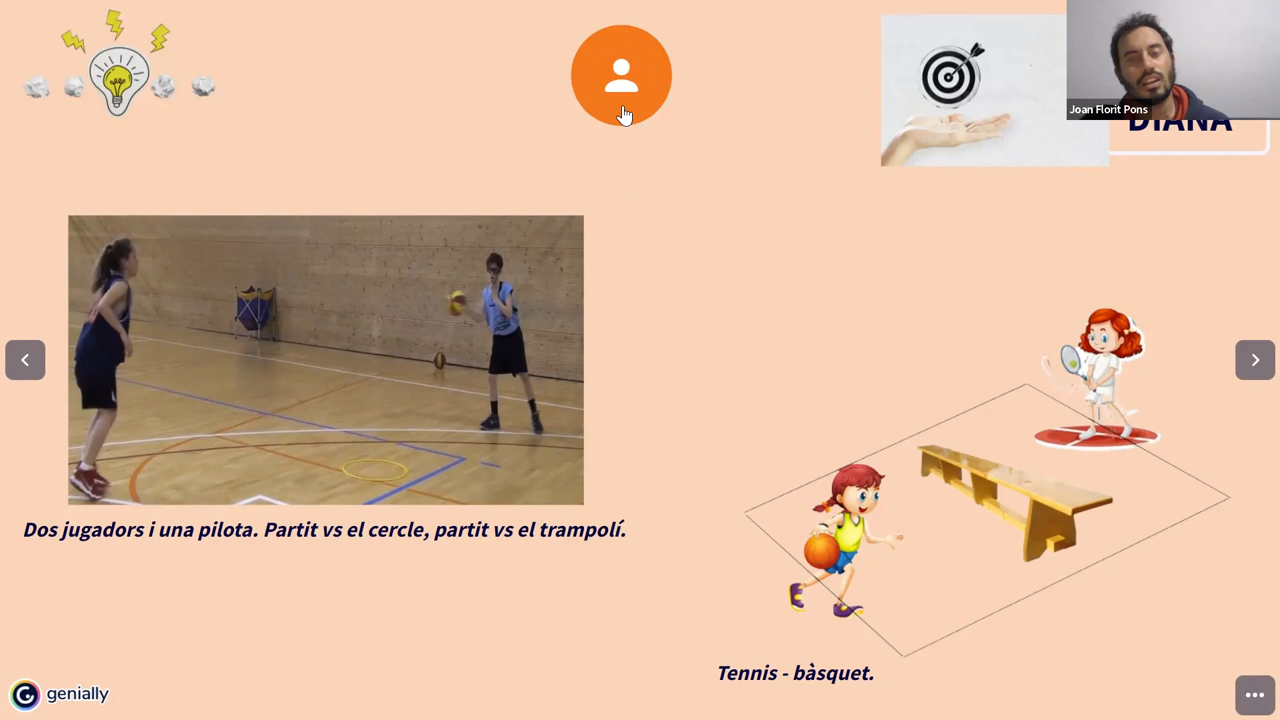 Joan Florit Pons
DIANA
Dos jugadors i una pilota. Partit vs el cercle, partit vs el trampolí.
Tennis - bàsquet.
genially